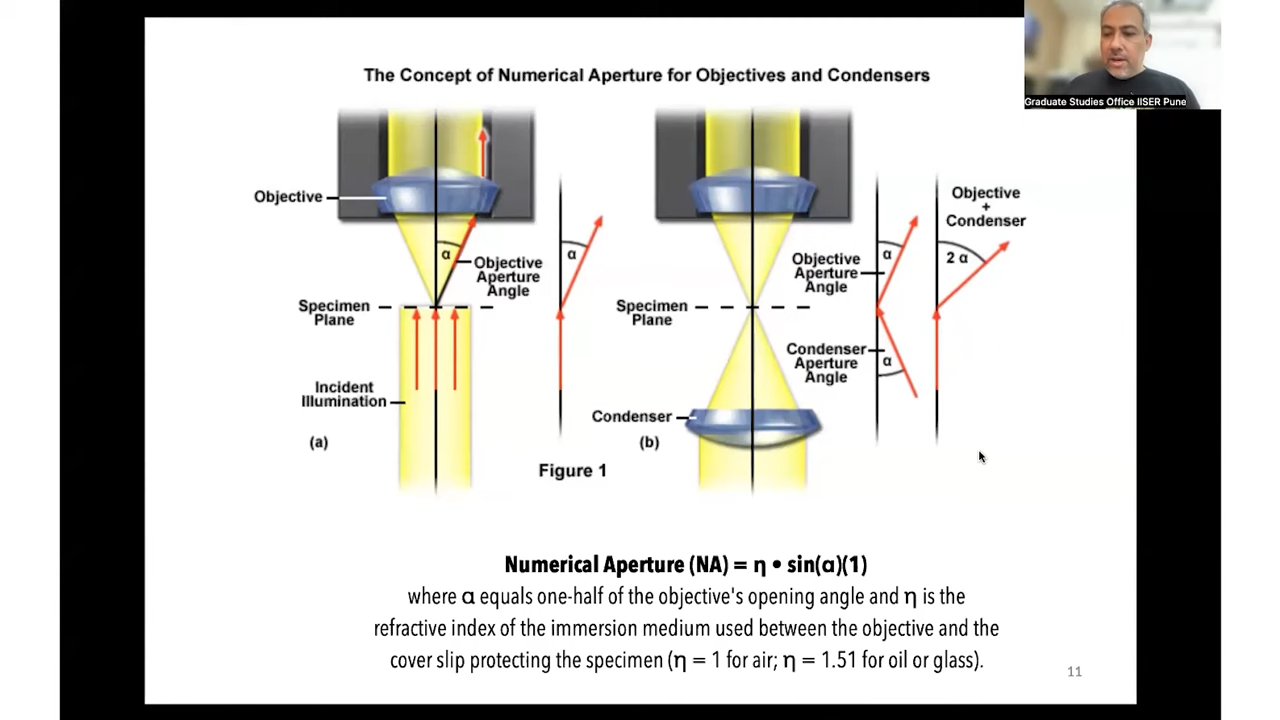 The Concept of Numerical Aperture for Objectives and Condensers
Graduate Studies Office IISER Pune
Objective
α
Objective
Aperture
Angle
α
Specimen
Plane
Incident
Illumination
(a)
Figure 1
Objective
Aperture
Angle
α
Specimen
Plane
Condenser
Aperture
Angle
α
Condenser
(b)
Objective
+
Condenser
2 α
Numerical Aperture (NA) = η • sin(α)(1)
where α equals one-half of the objective's opening angle and η is the
refractive index of the immersion medium used between the objective and the
cover slip protecting the specimen (η = 1 for air; η = 1.51 for oil or glass).
11